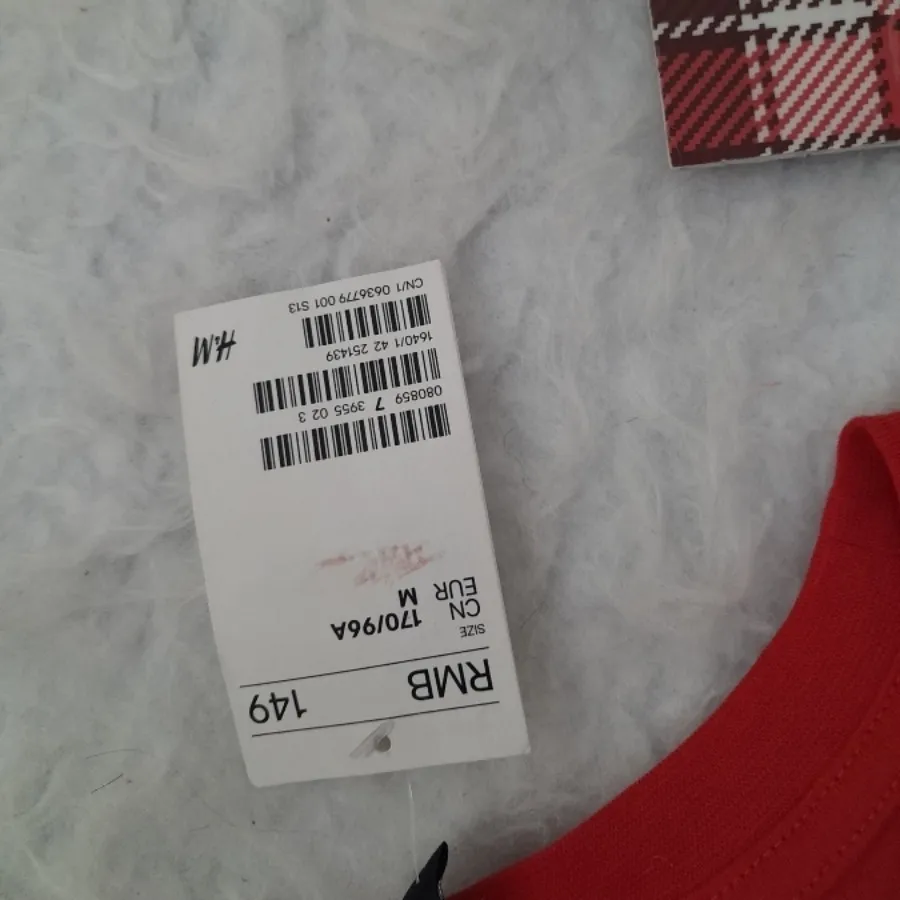 RMB 149
SIZE
CN 170/96A
EUR M
080859 7 3955 02 3
1640/1 42 251439
CN/1 0636779 001 S13
H&M